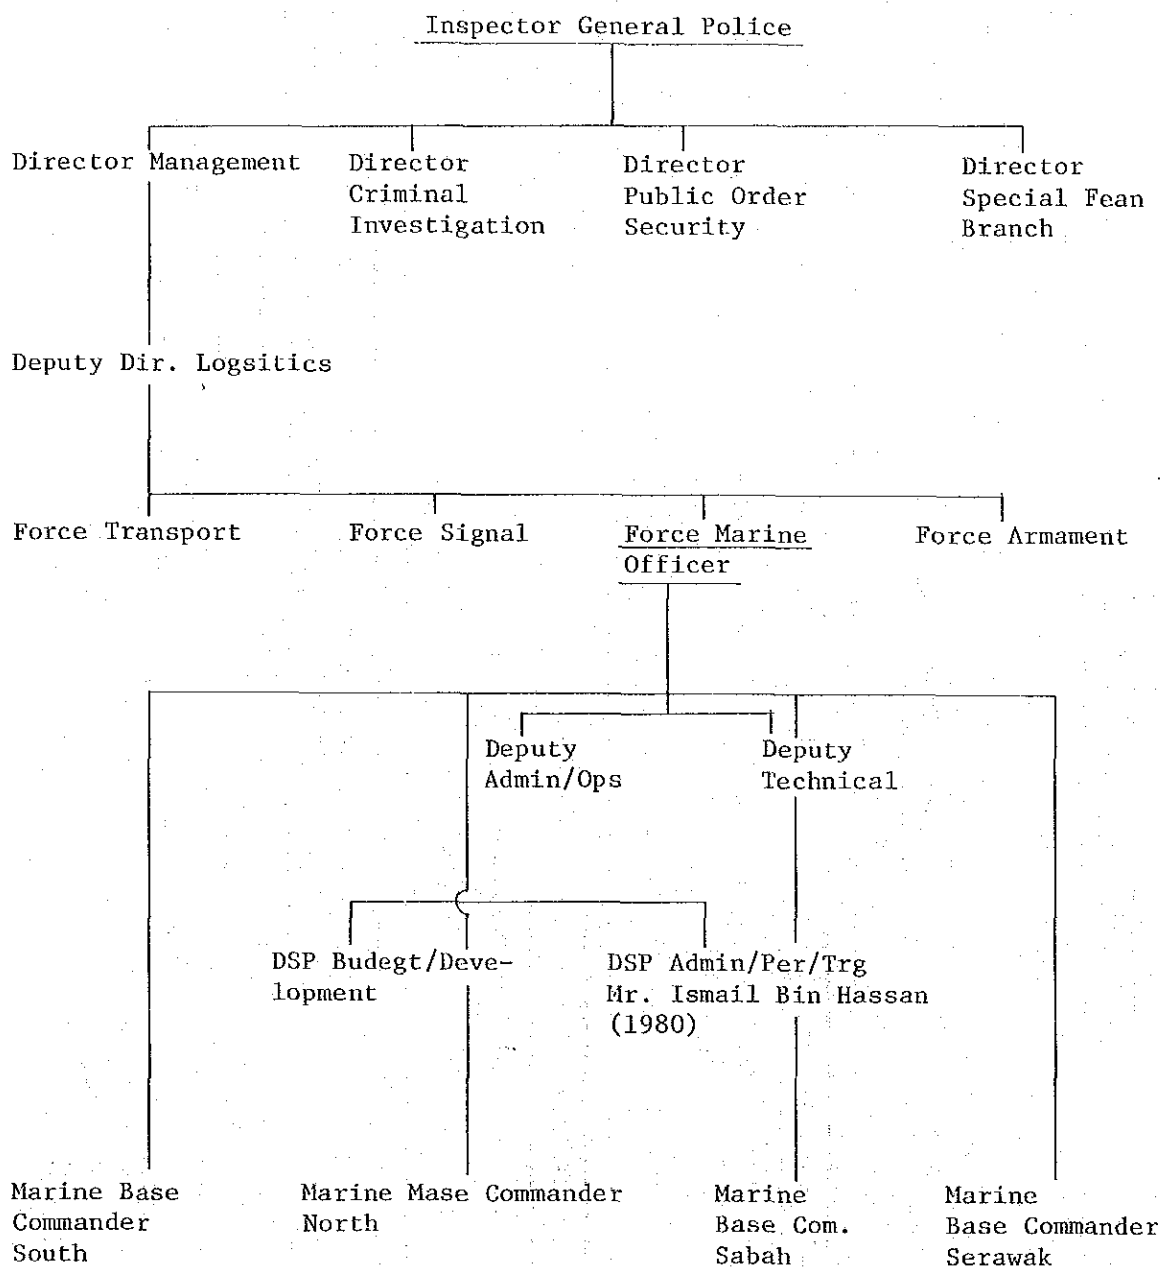 Inspector General Police
Director Management
Director
Criminal
Investigation
Director
Public Order
Security
Director
Special Fean
Branch
Deputy Dir. Logsitics
Force Transport
Force Signal
Force Marine
Officer
Force Armament
Deputy
Admin/Ops
Deputy
Technical
DSP Budegt/Deve-
lopment
DSP Admin/Per/Trg
Mr. Ismail Bin Hassan
(1980)
Marine Base
Commander
South
Marine Mase Commander
North
Marine
Base Com.
Sabah
Marine
Base Commander
Serawak